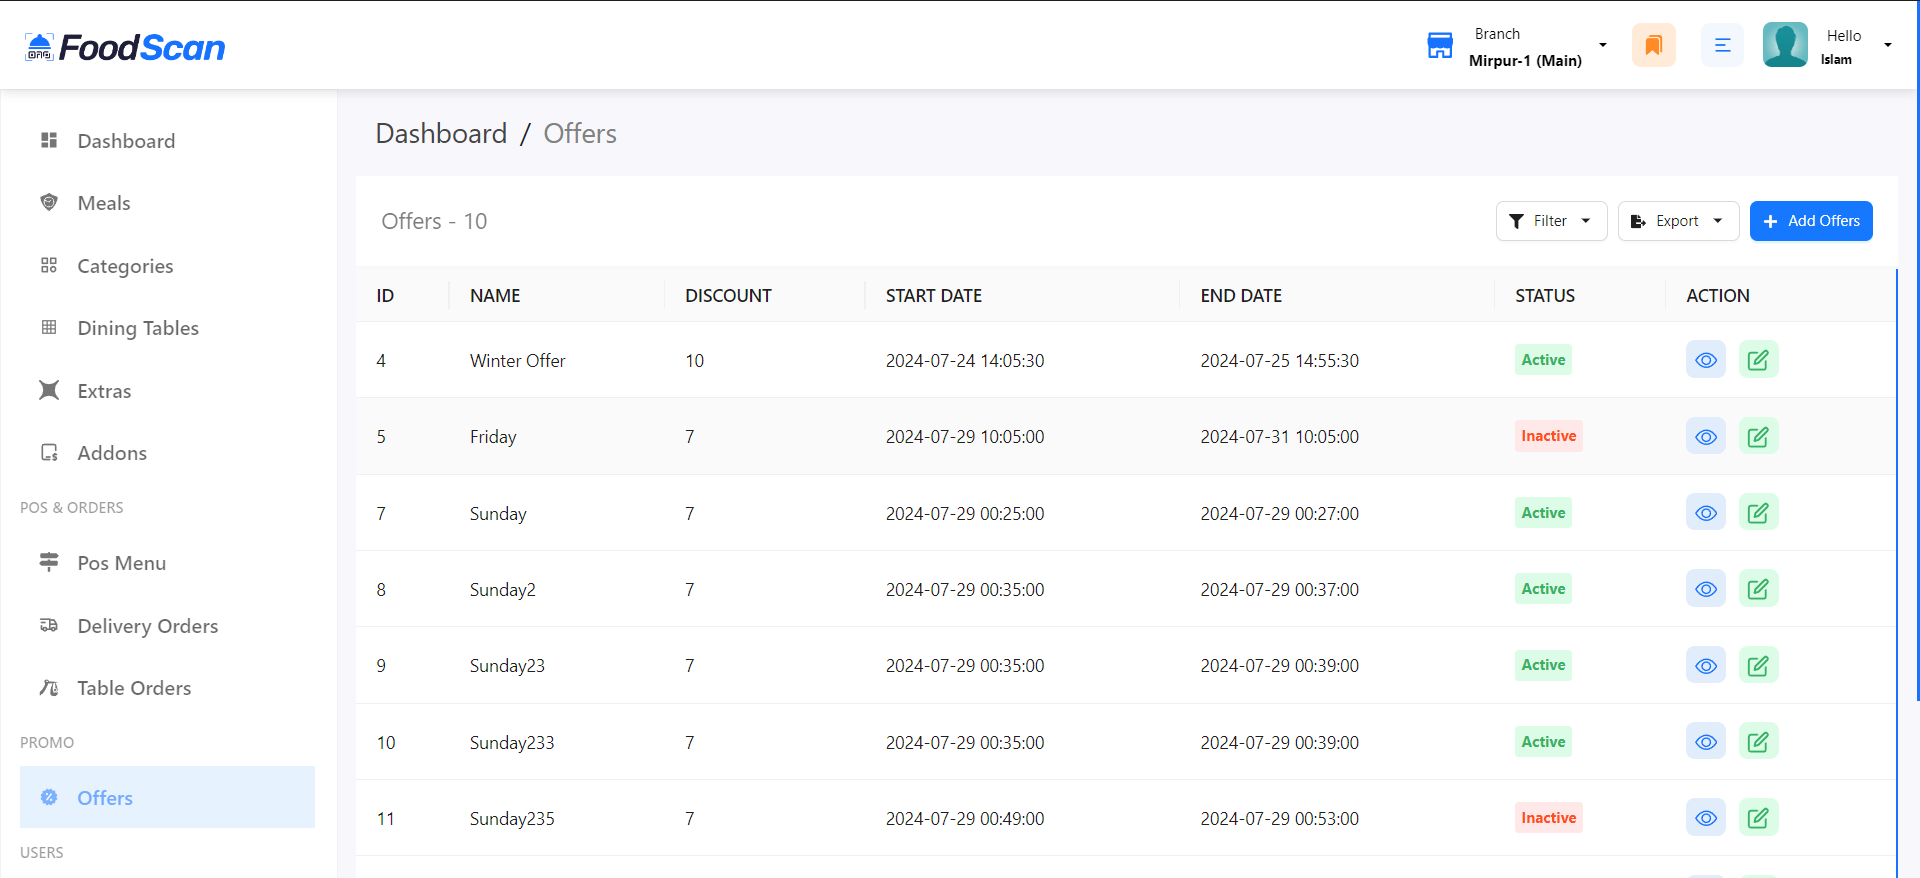 FoodScan
Branch
Mirpur-1 (Main)
Hello
Islam
Dashboard
Meals
Categories
Dining Tables
Extras
Addons
POS & ORDERS
Pos Menu
Delivery Orders
Table Orders
PROMO
Offers
USERS
Dashboard / Offers
Offers - 10
Filter
Export
+ Add Offers
ID NAME DISCOUNT START DATE END DATE STATUS ACTION
4 Winter Offer 10 2024-07-24 14:05:30 2024-07-25 14:55:30 Active
5 Friday 7 2024-07-29 10:05:00 2024-07-31 10:05:00 Inactive
7 Sunday 7 2024-07-29 00:25:00 2024-07-29 00:27:00 Active
8 Sunday2 7 2024-07-29 00:35:00 2024-07-29 00:37:00 Active
9 Sunday23 7 2024-07-29 00:35:00 2024-07-29 00:39:00 Active
10 Sunday233 7 2024-07-29 00:35:00 2024-07-29 00:39:00 Active
11 Sunday235 7 2024-07-29 00:49:00 2024-07-29 00:53:00 Inactive